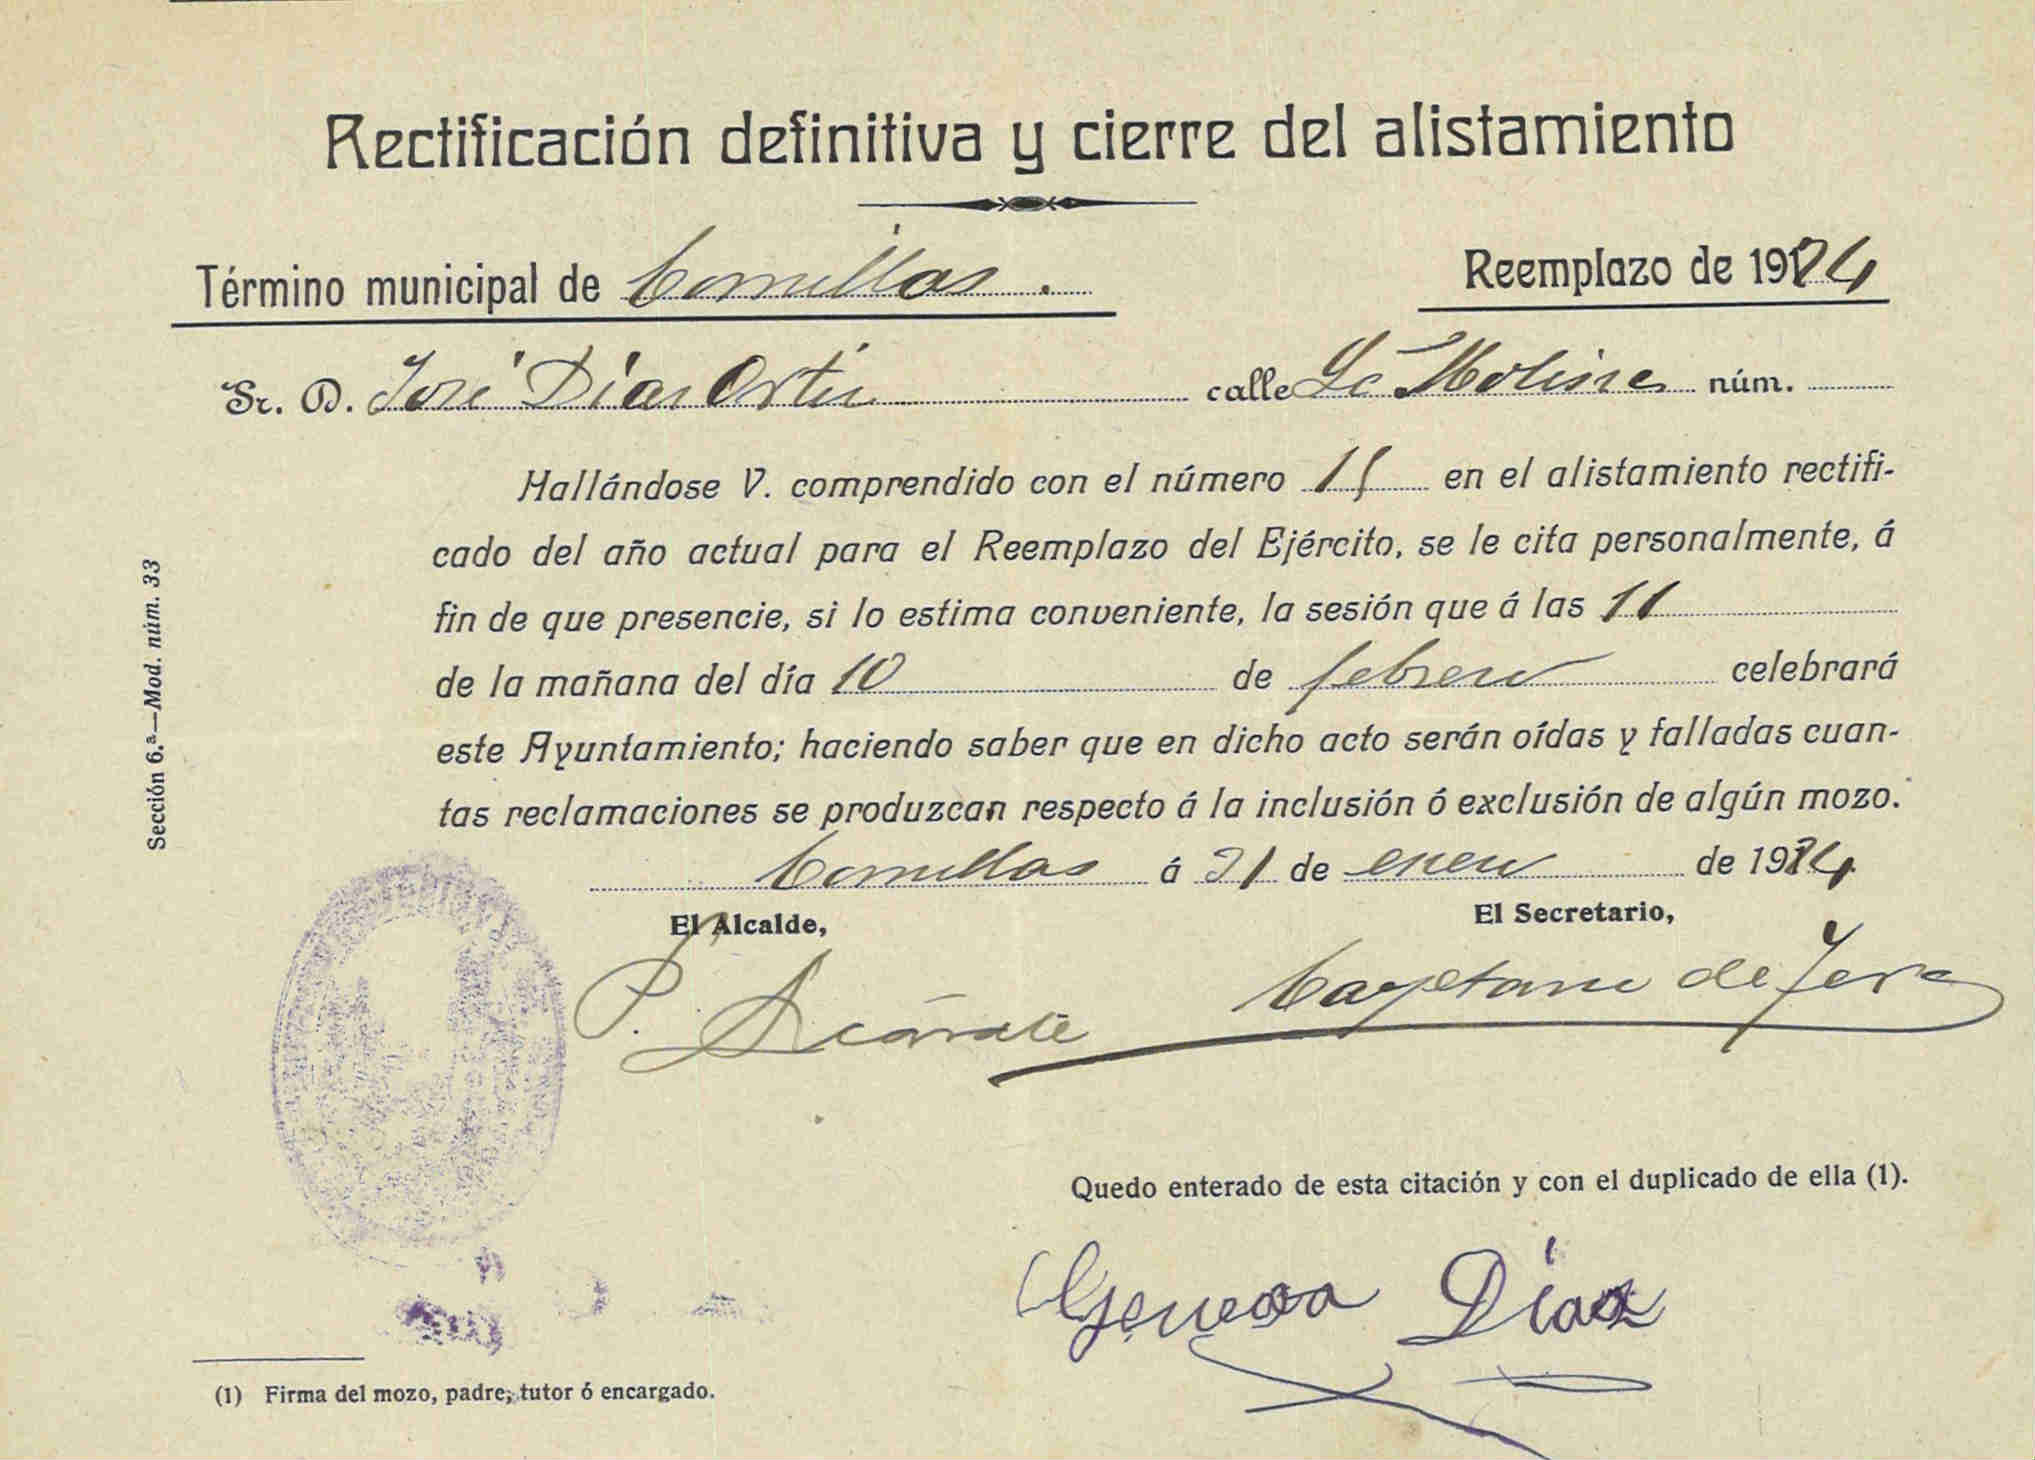 Rectificación definitiva y cierre del alistamiento
Término municipal de Comillas. Reemplazo de 1924
Sr. D. José Díaz Ortiz calle La Molina núm.
Hallándose V. comprendido con el número 15 en el alistamiento rectifi-
cado del año actual para el Reemplazo del Ejército, se le cita personalmente, á
fin de que presencie, si lo estima conveniente, la sesión que á las 11
de la mañana del día 10 de febrero celebrará
este Ayuntamiento; haciendo saber que en dicho acto serán oídas y falladas cuan-
tas reclamaciones se produzcan respecto á la inclusión ó exclusión de algún mozo.
Comillas á 31 de enero de 1924
El Alcalde, El Secretario,
P. Cayetano de
Quedo enterado de esta citación y con el duplicado de ella (1).
Genera Díaz
(1) Firma del mozo, padre, tutor ó encargado.
Sección 6.ª—Mod. núm. 33